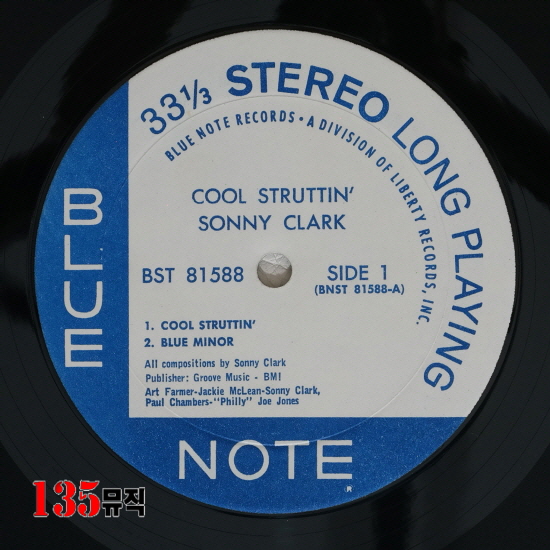 33⅓ STEREO LONG PLAYING
BLUE NOTE RECORDS • A DIVISION OF LIBERTY RECORDS, INC.
COOL STRUTTIN'
SONNY CLARK
BLUE
BST 81588
SIDE 1
(BNST 81588-A)
1. COOL STRUTTIN'
2. BLUE MINOR
All compositions by Sonny Clark
Publisher: Groove Music - BMI
Art Farmer-Jackie McLean-Sonny Clark,
Paul Chambers-"Philly" Joe Jones
NOTE
®
135뮤직